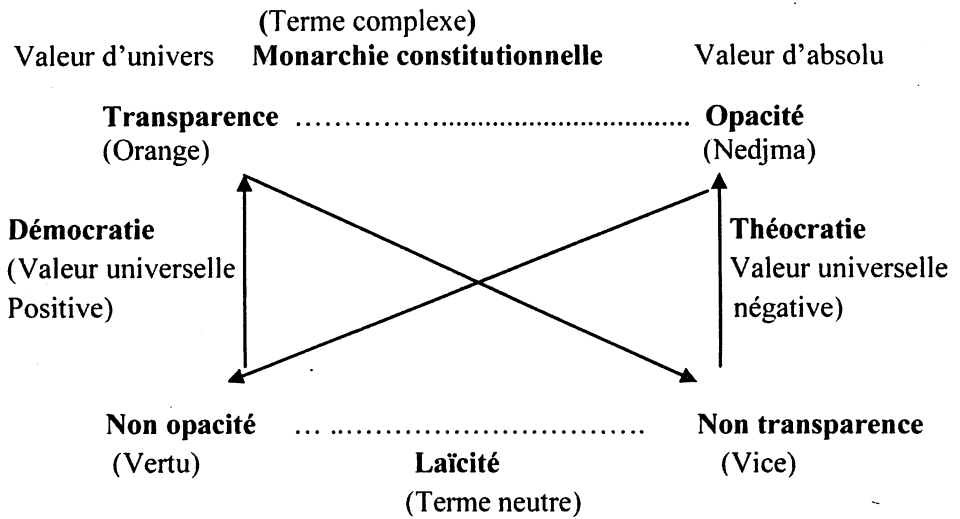 (Terme complexe)
Valeur d'univers Monarchie constitutionnelle Valeur d'absolu
Transparence ................................................ Opacité
(Orange) (Nedjma)
Démocratie Théocratie
(Valeur universelle Valeur universelle
Positive) négative)
Non opacité ... .................................. Non transparence
(Vertu) Laïcité (Vice)
(Terme neutre)